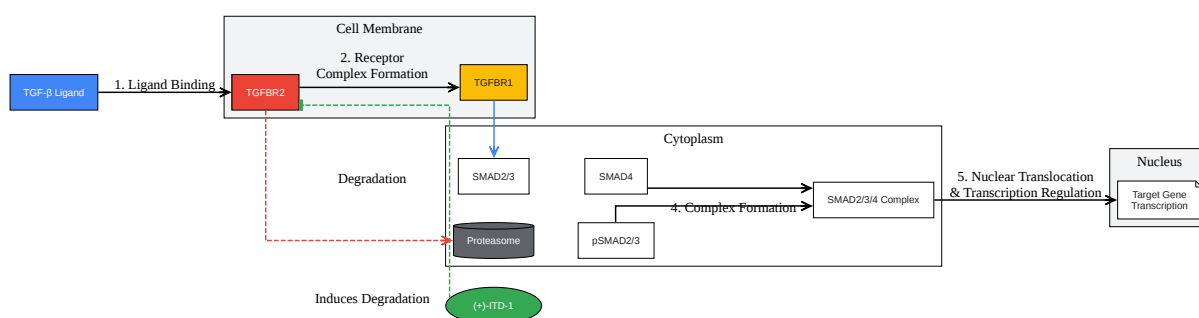 Cell Membrane
2. Receptor
Complex Formation
TGFBR1
TGF-β Ligand
1. Ligand Binding
TGFBR2
Cytoplasm
Degradation
SMAD2/3
SMAD4
SMAD2/3/4 Complex
4. Complex Formation
Proteasome
pSMAD2/3
5. Nuclear Translocation
& Transcription Regulation
Nucleus
Target Gene
Transcription
Induces Degradation
(+)-ITD-1